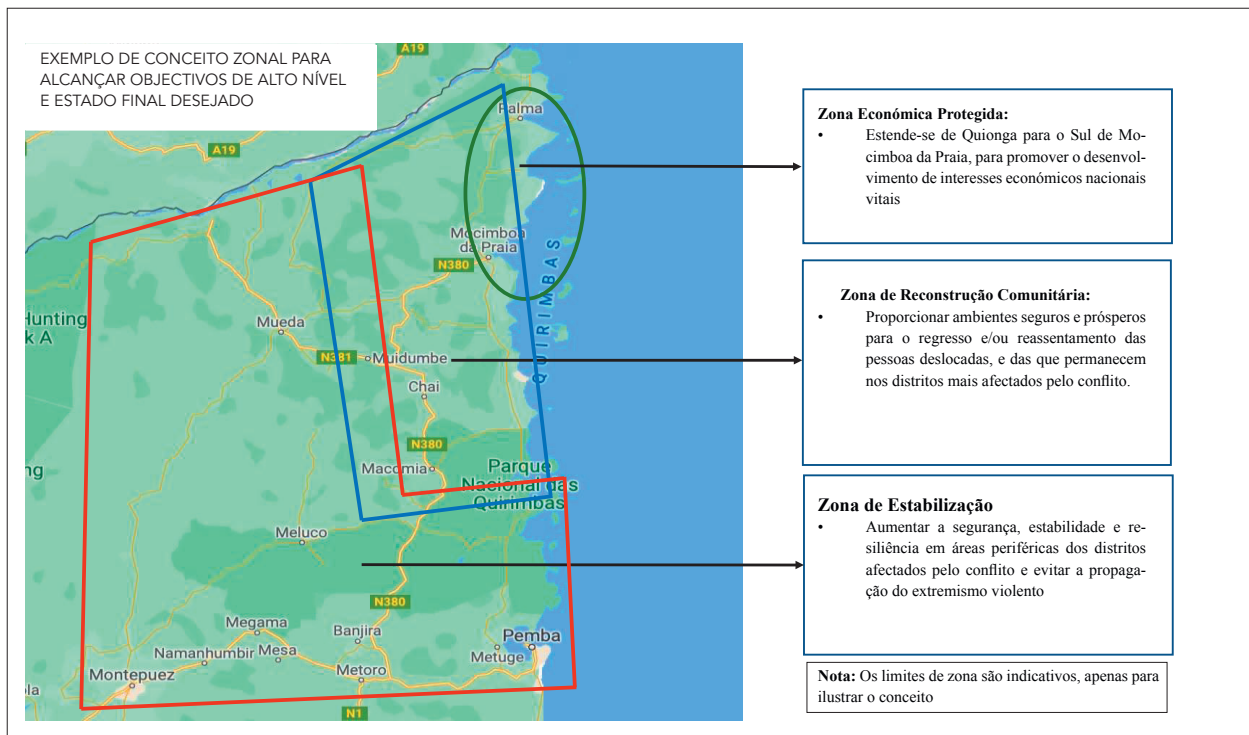 EXEMPLO DE CONCEITO ZONAL PARA
ALCANÇAR OBJECTIVOS DE ALTO NÍVEL
E ESTADO FINAL DESEJADO
A19
A19
Palma
Mocimboa
da Praia
N380
QUIRIMBAS
Hunting
k A
Mueda
N381
Muidumbe
Chai
N380
Macomia
Parque
Nacional das
Quirimbas
ng
Meluco
N380
Megama
Banjira
Namanhumbir
Mesa
Pemba
Metuge
Montepuez
Metoro
ola
N1
Zona Económica Protegida:
• Estende-se de Quionga para o Sul de Mo-
cimboa da Praia, para promover o desenvol-
vimento de interesses económicos nacionais
vitais
Zona de Reconstrução Comunitária:
• Proporcionar ambientes seguros e prósperos
para o regresso e/ou reassentamento das
pessoas deslocadas, e das que permanecem
nos distritos mais afectados pelo conflito.
Zona de Estabilização
• Aumentar a segurança, estabilidade e re-
siliência em áreas periféricas dos distritos
afectados pelo conflito e evitar a propaga-
ção do extremismo violento
Nota: Os limites de zona são indicativos, apenas para
ilustrar o conceito